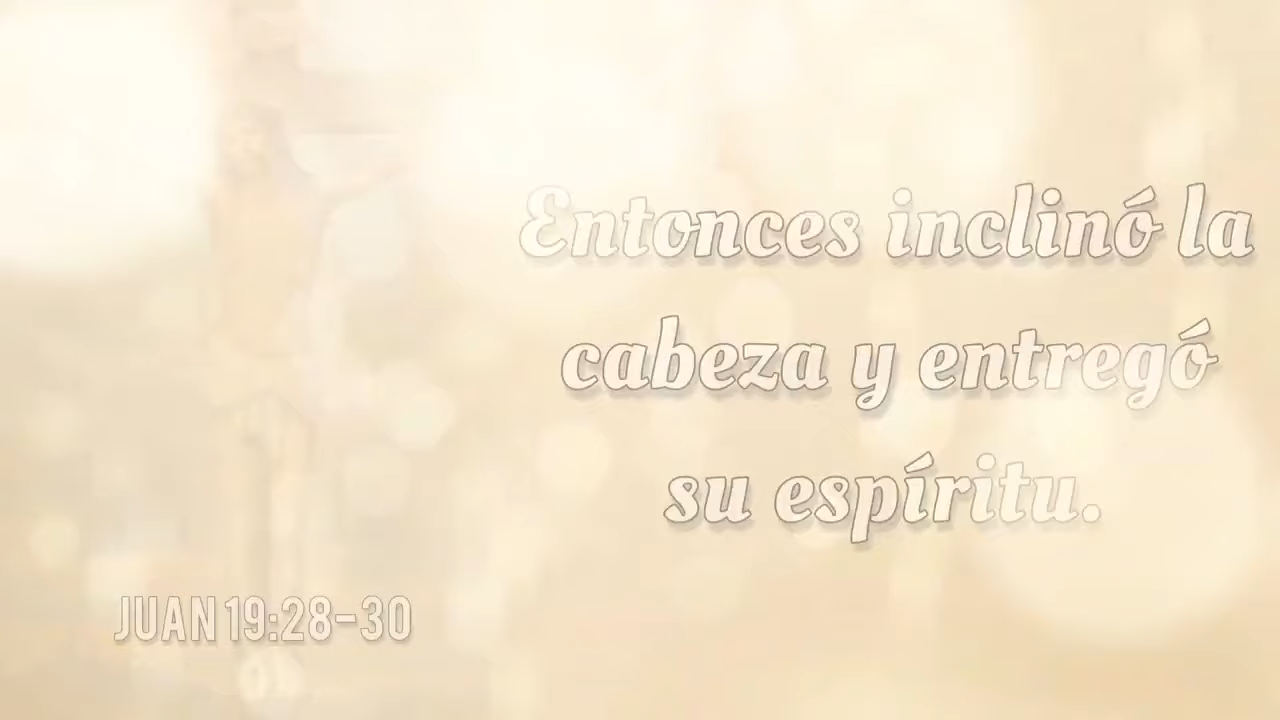 Entonces inclinó la
cabeza y entregó
su espíritu.
JUAN 19:28-30